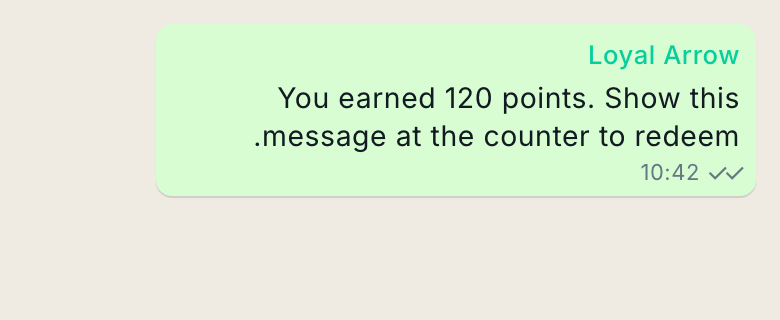 Loyal Arrow
You earned 120 points. Show this
.message at the counter to redeem
10:42